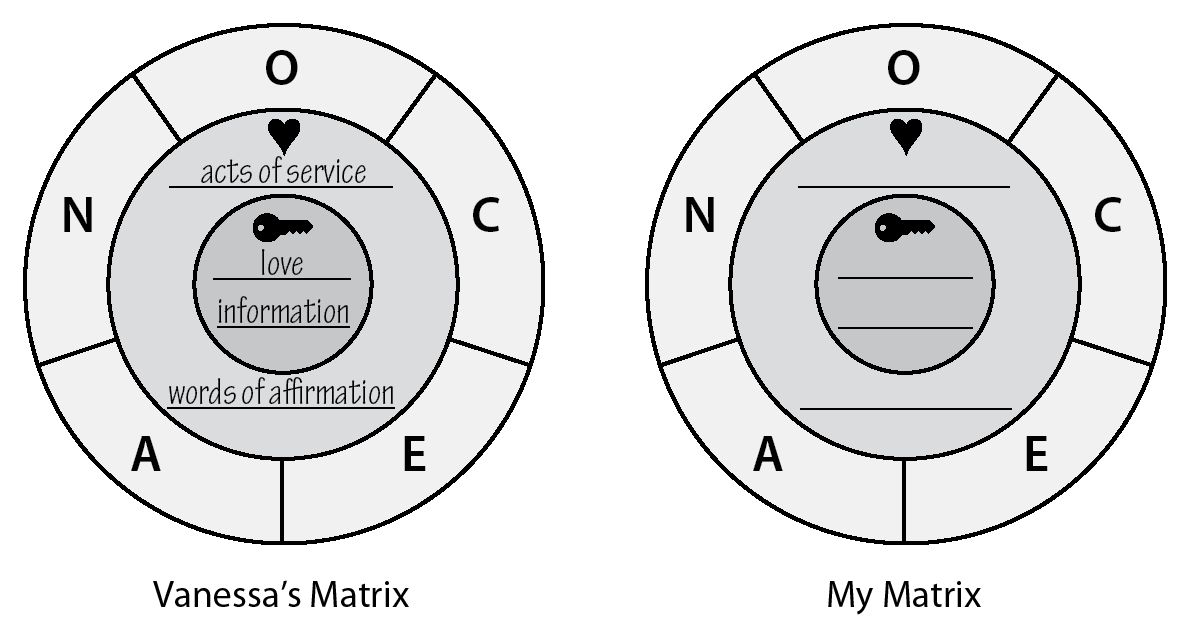 O
N
C
acts of service
love
information
words of affirmation
A
E
Vanessa's Matrix
O
N
C
A
E
My Matrix